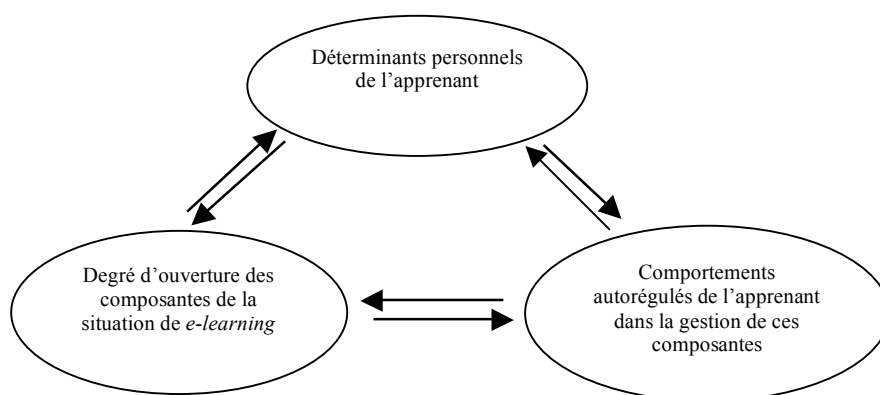 Déterminants personnels
de l’apprenant
Degré d’ouverture des
composantes de la
situation de e-learning
Comportements
autorégulés de l’apprenant
dans la gestion de ces
composantes